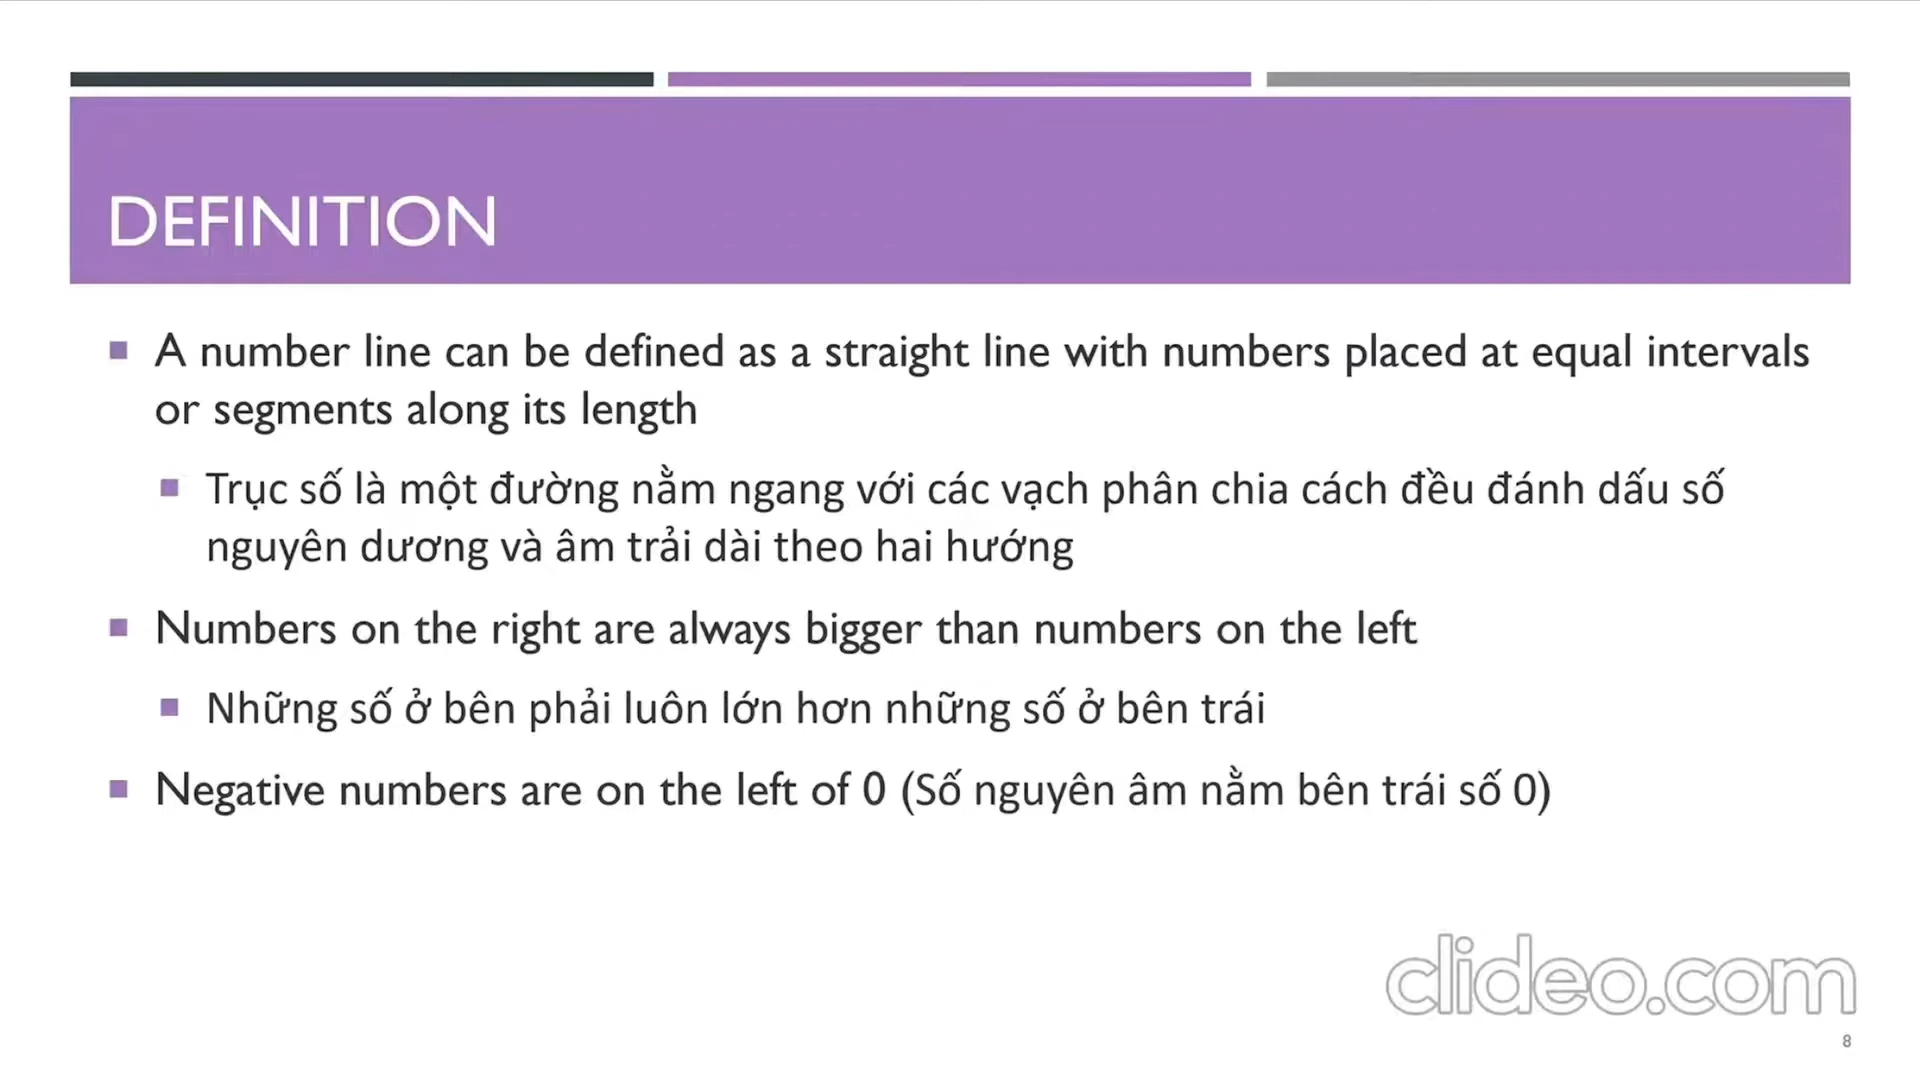 DEFINITION
A number line can be defined as a straight line with numbers placed at equal intervals
or segments along its length
Trục số là một đường nằm ngang với các vạch phân chia cách đều đánh dấu số
nguyên dương và âm trải dài theo hai hướng
Numbers on the right are always bigger than numbers on the left
Những số ở bên phải luôn lớn hơn những số ở bên trái
Negative numbers are on the left of 0 (Số nguyên âm nằm bên trái số 0)
clideo.com
8